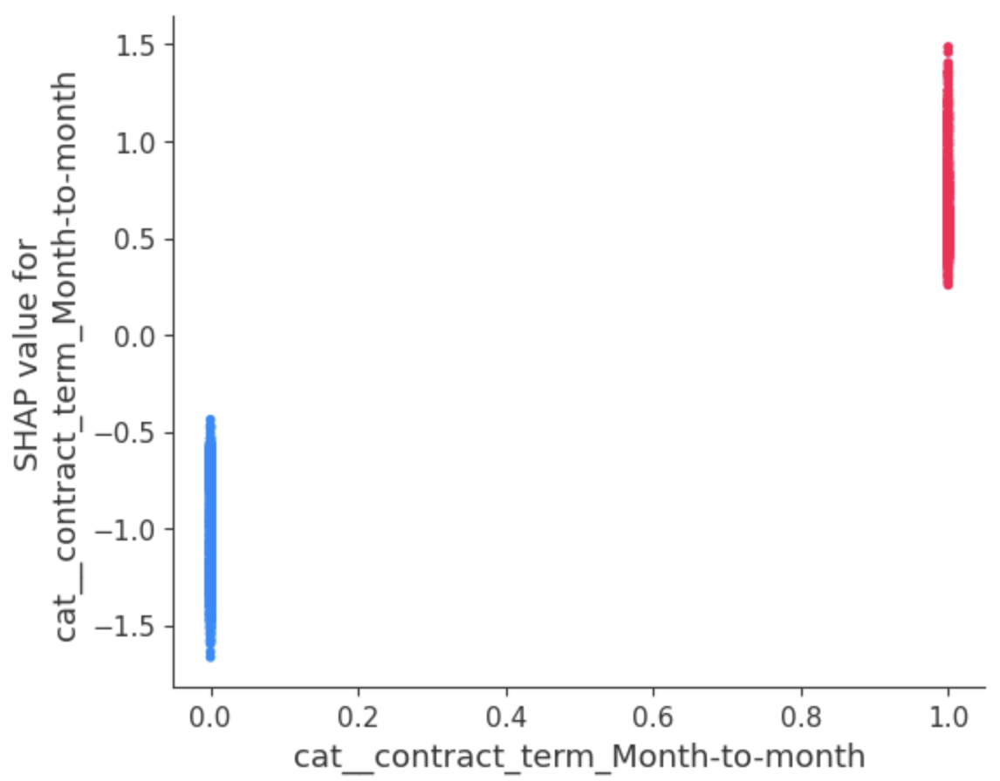 SHAP value for
cat__contract_term_Month-to-month
1.5
1.0
0.5
0.0
−0.5
−1.0
−1.5
0.0 0.2 0.4 0.6 0.8 1.0
cat__contract_term_Month-to-month